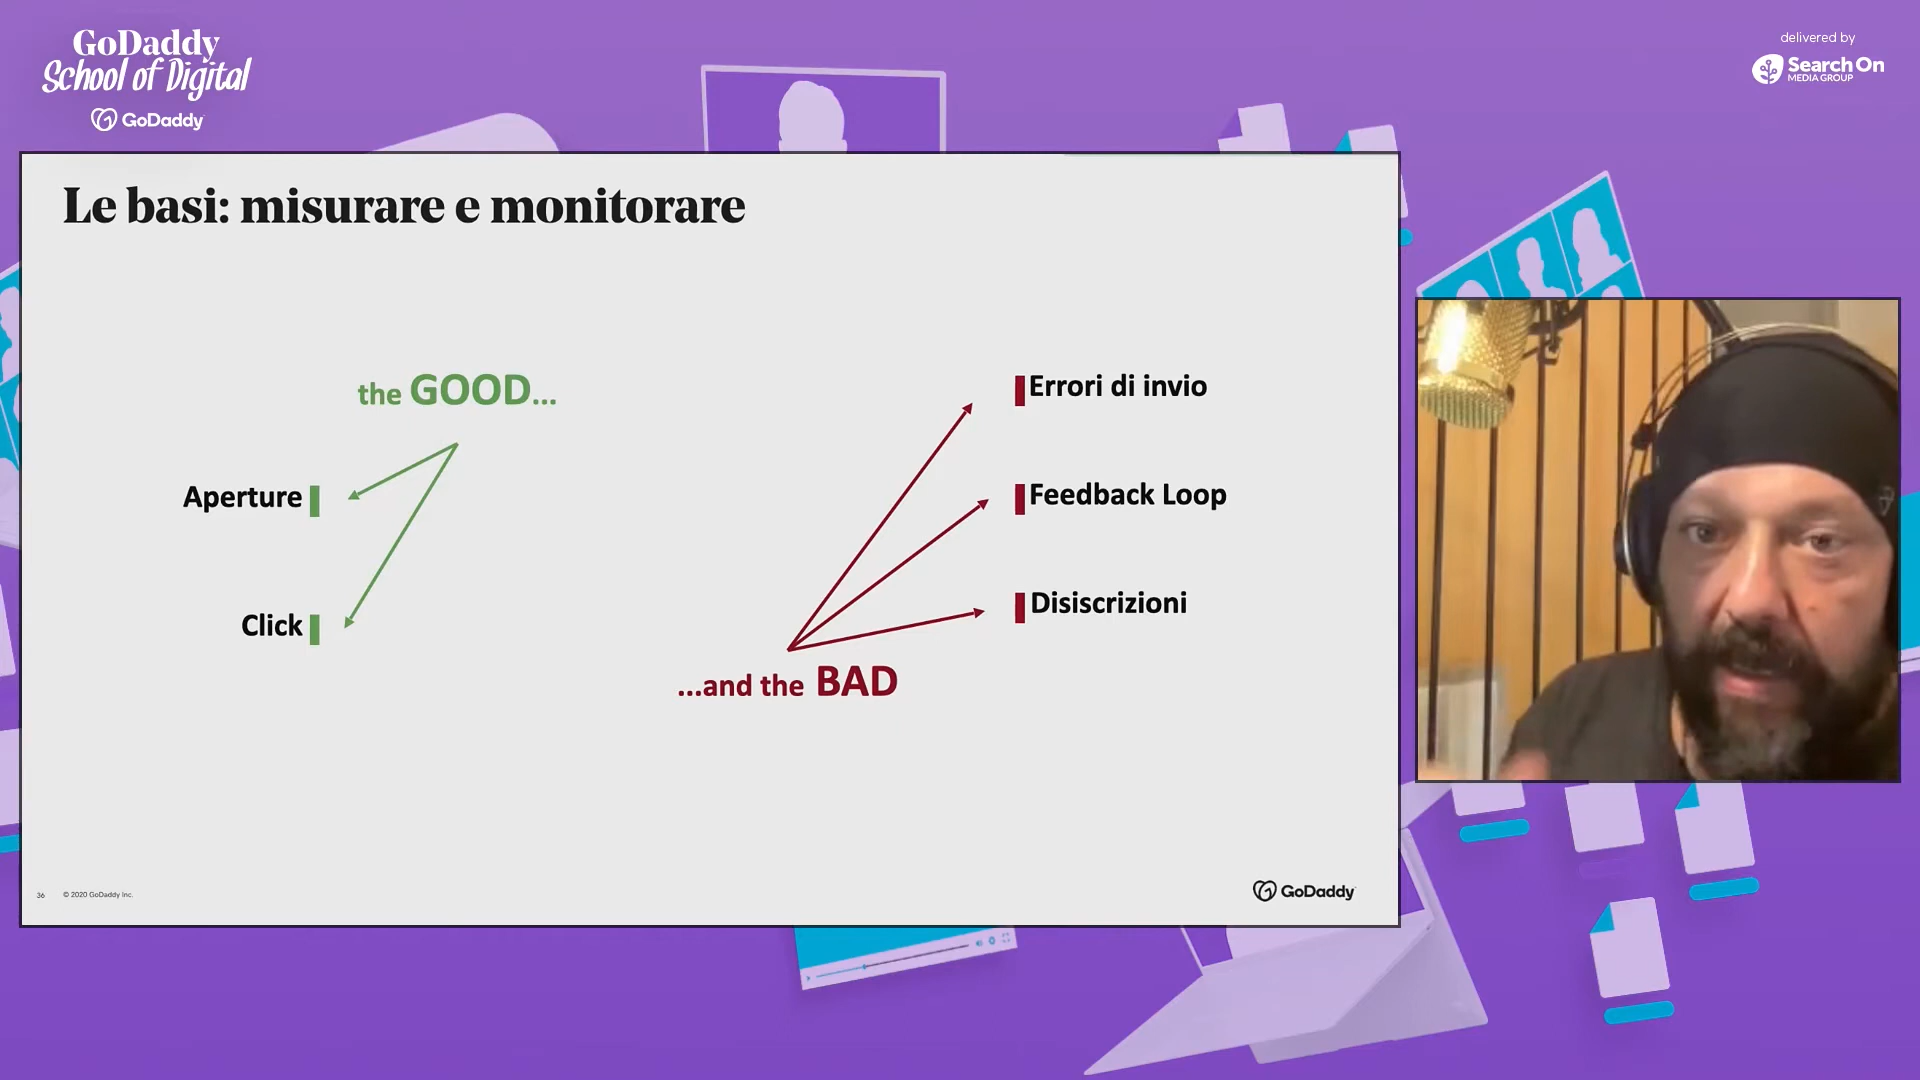 GoDaddy
School of Digital
GoDaddy
delivered by
Search On
MEDIA GROUP
Le basi: misurare e monitorare
the GOOD...
Aperture
Click
Errori di invio
Feedback Loop
Disiscrizioni
...and the BAD
36
© 2020 GoDaddy Inc.
GoDaddy